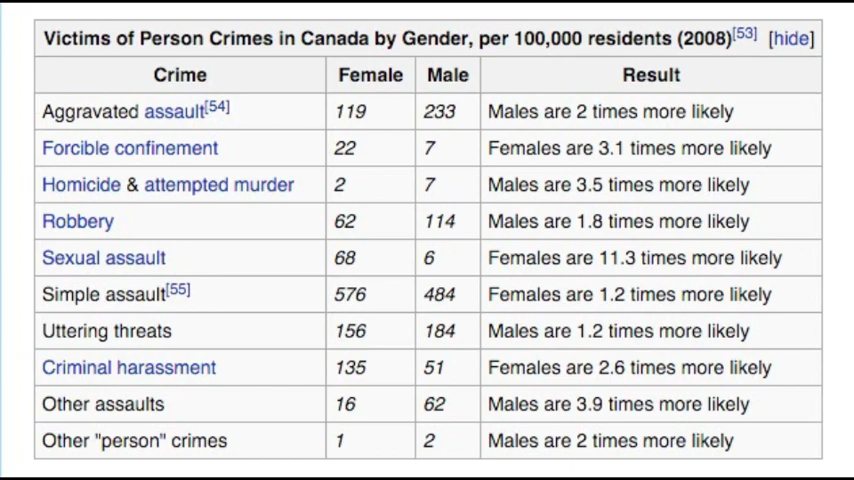 Victims of Person Crimes in Canada by Gender, per 100,000 residents (2008)[53] [hide]
Crime Female Male Result
Aggravated assault[54] 119 233 Males are 2 times more likely
Forcible confinement 22 7 Females are 3.1 times more likely
Homicide & attempted murder 2 7 Males are 3.5 times more likely
Robbery 62 114 Males are 1.8 times more likely
Sexual assault 68 6 Females are 11.3 times more likely
Simple assault[55] 576 484 Females are 1.2 times more likely
Uttering threats 156 184 Males are 1.2 times more likely
Criminal harassment 135 51 Females are 2.6 times more likely
Other assaults 16 62 Males are 3.9 times more likely
Other "person" crimes 1 2 Males are 2 times more likely